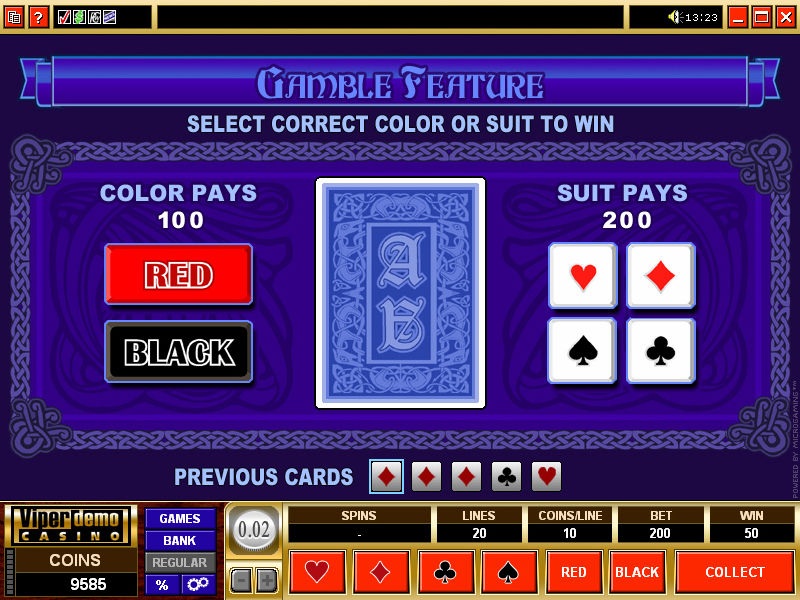 ?
13:23
GAMBLE FEATURE
SELECT CORRECT COLOR OR SUIT TO WIN
COLOR PAYS
100
RED
BLACK
A
B
SUIT PAYS
200
POWERED BY MICROGAMING™
PREVIOUS CARDS
Viper demo
CASINO
COINS
9585
GAMES
BANK
REGULAR
%
0.02
SPINS
-
LINES
20
COINS/LINE
10
BET
200
WIN
50
RED
BLACK
COLLECT